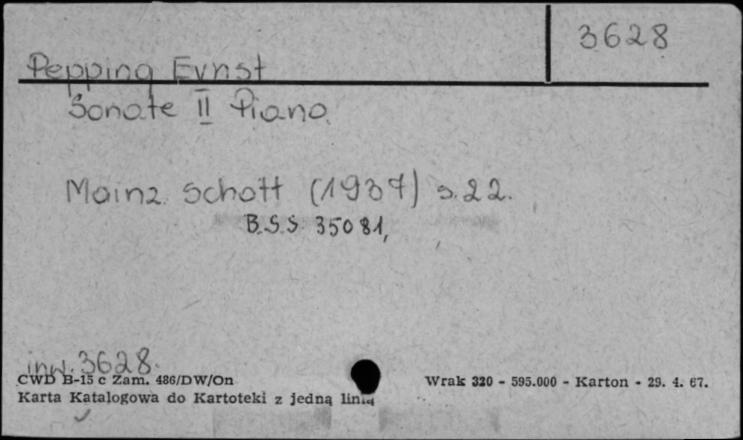 3628
Pepping Ernst
Sonate II Piano
Mainz Schott (1937) s. 22.
B.S.S. 35081,
inw. 3628.
CWD B-15 c Zam. 486/DW/On
Wrak 320 - 595.000 - Karton - 29. 4. 67.
Karta Katalogowa do Kartoteki z jedną linią